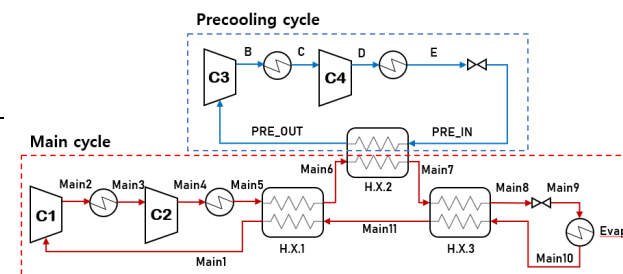 Precooling cycle
B
C
D
E
C3
C4
PRE_OUT
PRE_IN
Main cycle
Main6
Main7
H.X.2
Main2
Main3
Main4
Main5
Main8
Main9
C1
C2
Main11
Evap
H.X.1
H.X.3
Main10
Main1